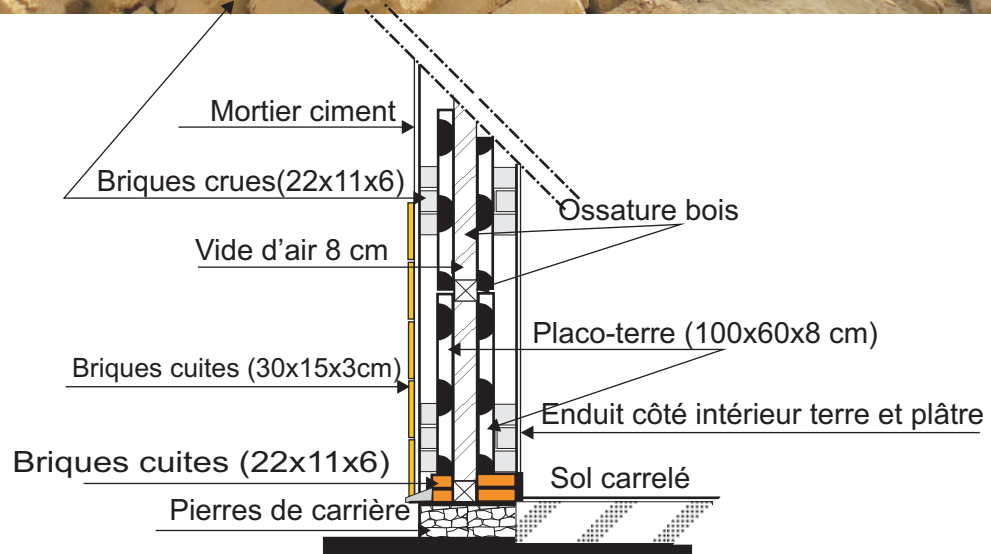 Mortier ciment
Briques crues(22x11x6)
Ossature bois
Vide d'air 8 cm
Placo-terre (100x60x8 cm)
Briques cuites (30x15x3cm)
Enduit côté intérieur terre et plâtre
Briques cuites (22x11x6)
Sol carrelé
Pierres de carrière